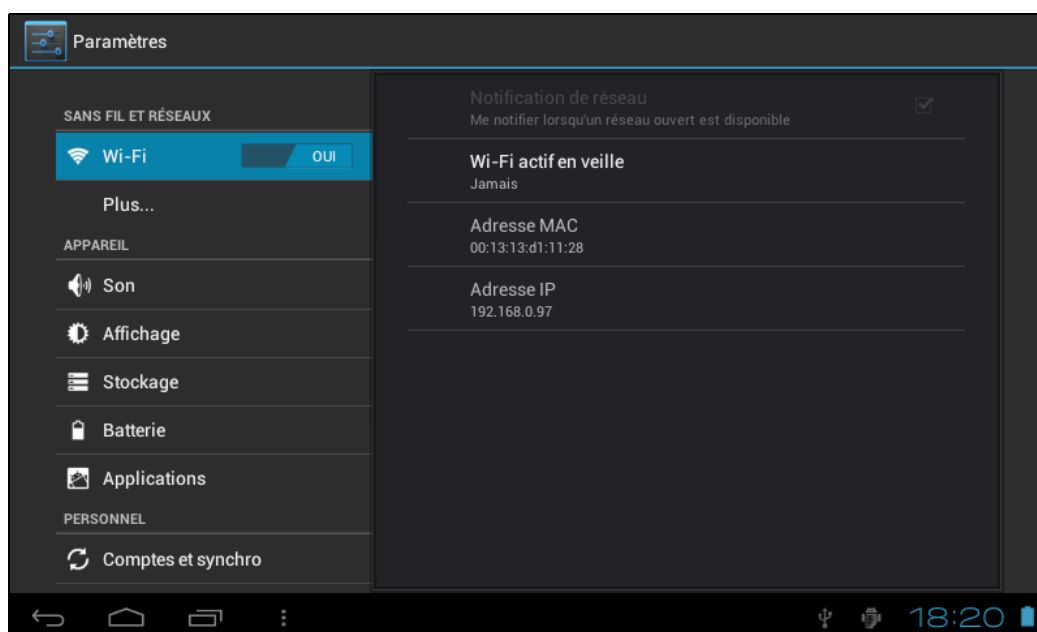 Paramètres
SANS FIL ET RÉSEAUX
Wi-Fi
OUI
Plus...
APPAREIL
Son
Affichage
Stockage
Batterie
Applications
PERSONNEL
Comptes et synchro
Notification de réseau
Me notifier lorsqu'un réseau ouvert est disponible
Wi-Fi actif en veille
Jamais
Adresse MAC
00:13:13:d1:11:28
Adresse IP
192.168.0.97
18:20